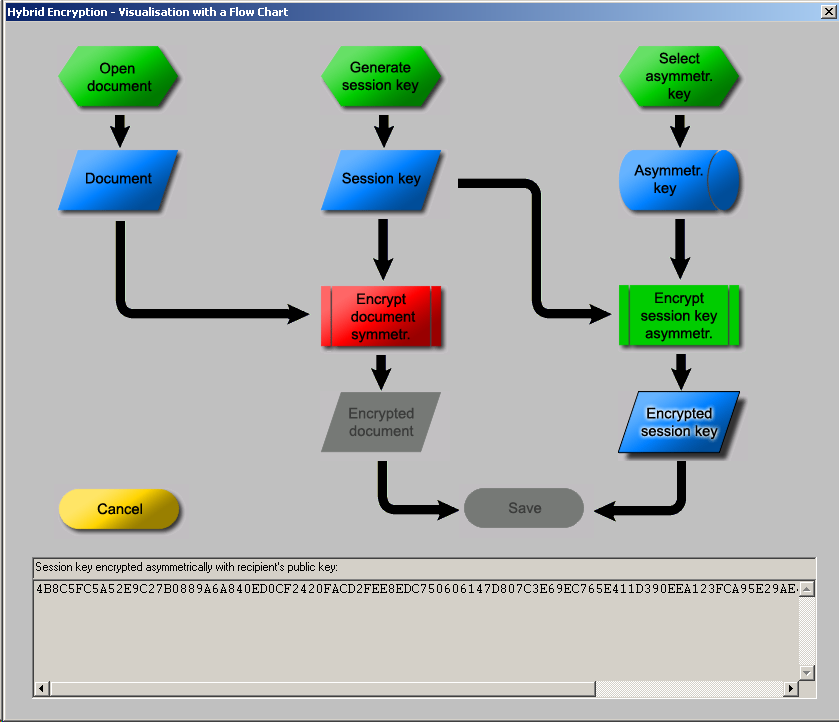 Hybrid Encryption - Visualisation with a Flow Chart
Open
document
Generate
session key
Select
asymmetr.
key
Document
Session key
Asymmetr.
key
Encrypt
document
symmetr.
Encrypt
session key
asymmetr.
Encrypted
document
Encrypted
session key
Cancel
Save
Session key encrypted asymmetrically with recipient's public key:
4B8C5FC5A52E9C27B0889A6A840ED0CF2420FACD2FEE8EDC750606147D807C3E69EC765E411D390EEA123FCA95E29AE